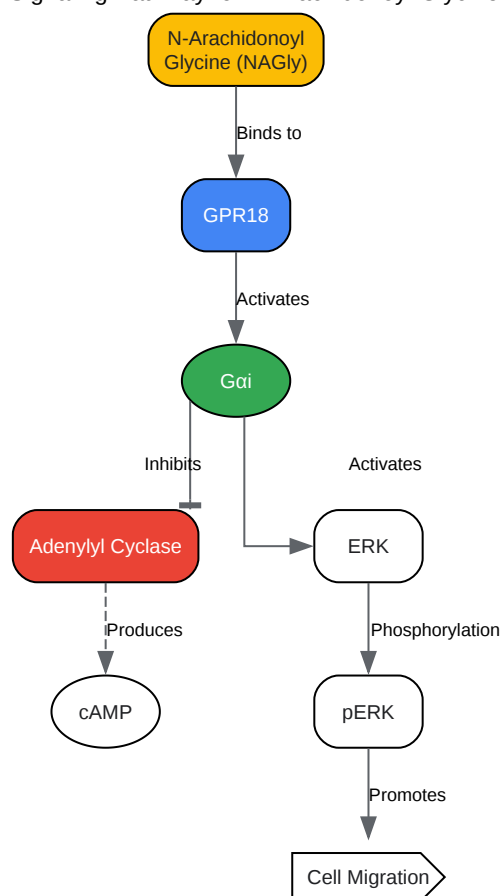 N-Arachidonoyl
Glycine (NAGly)
Binds to
GPR18
Activates
Gαi
Inhibits
Activates
Adenylyl Cyclase
ERK
Produces
Phosphorylation
cAMP
pERK
Promotes
Cell Migration